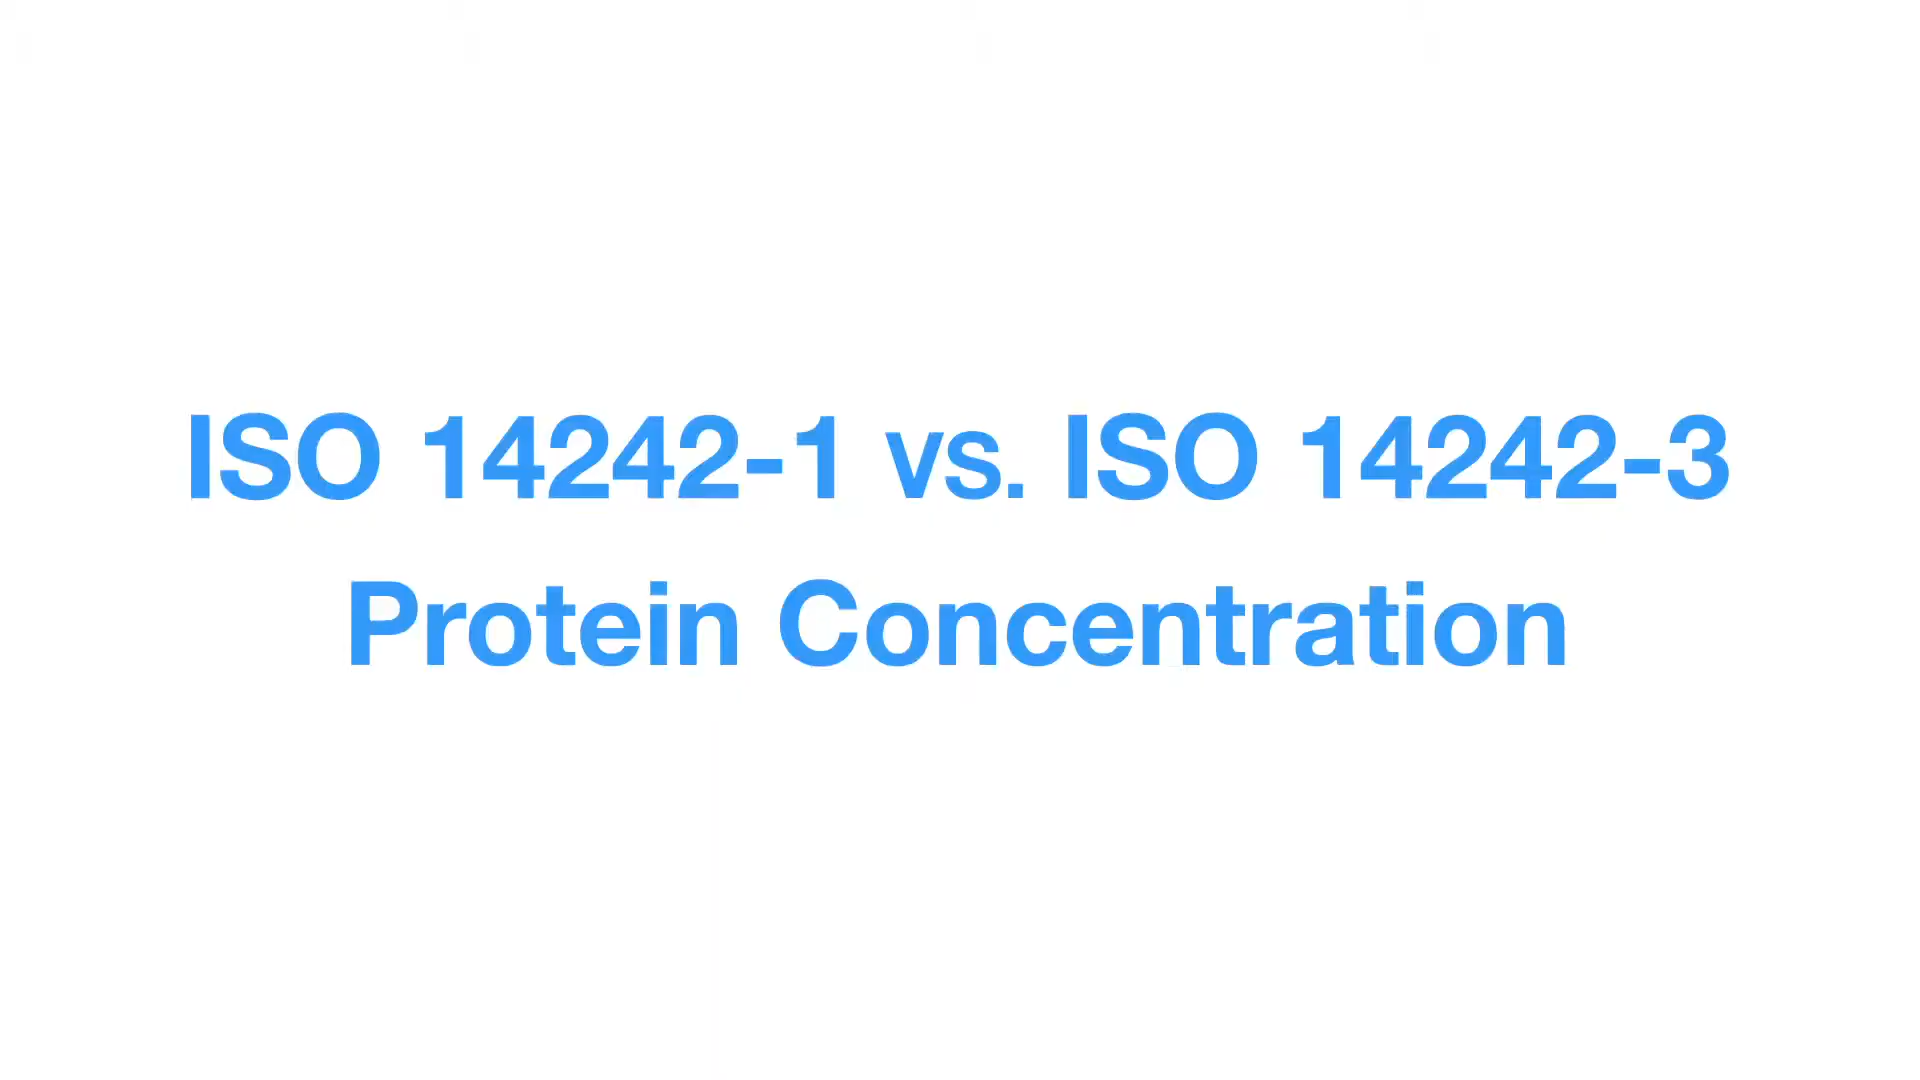 ISO 14242-1 vs. ISO 14242-3
Protein Concentration